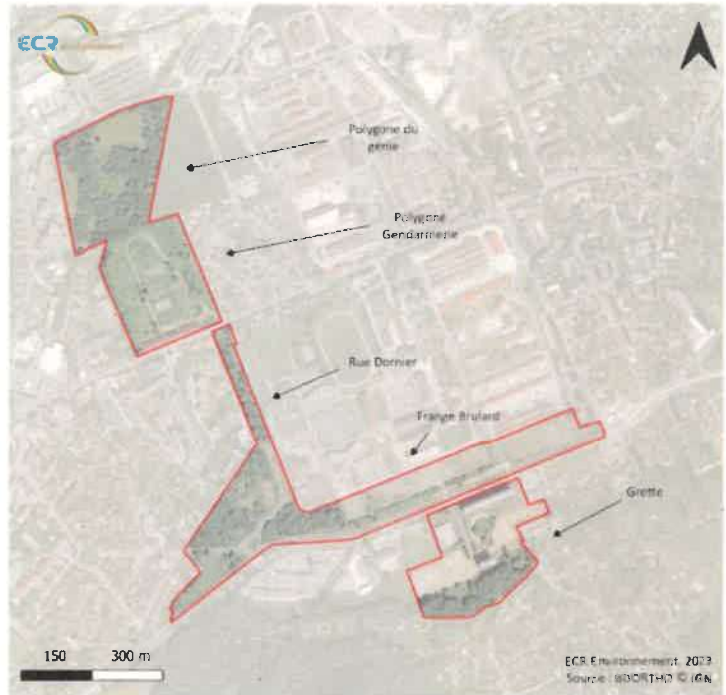 ECR
Polygone du
génie
Polygone
Gendarmerie
Rue Dornier
Frange Brulard
Grette
150 300 m
ECR Environnement, 2023
Source : BDORTHO © IGN